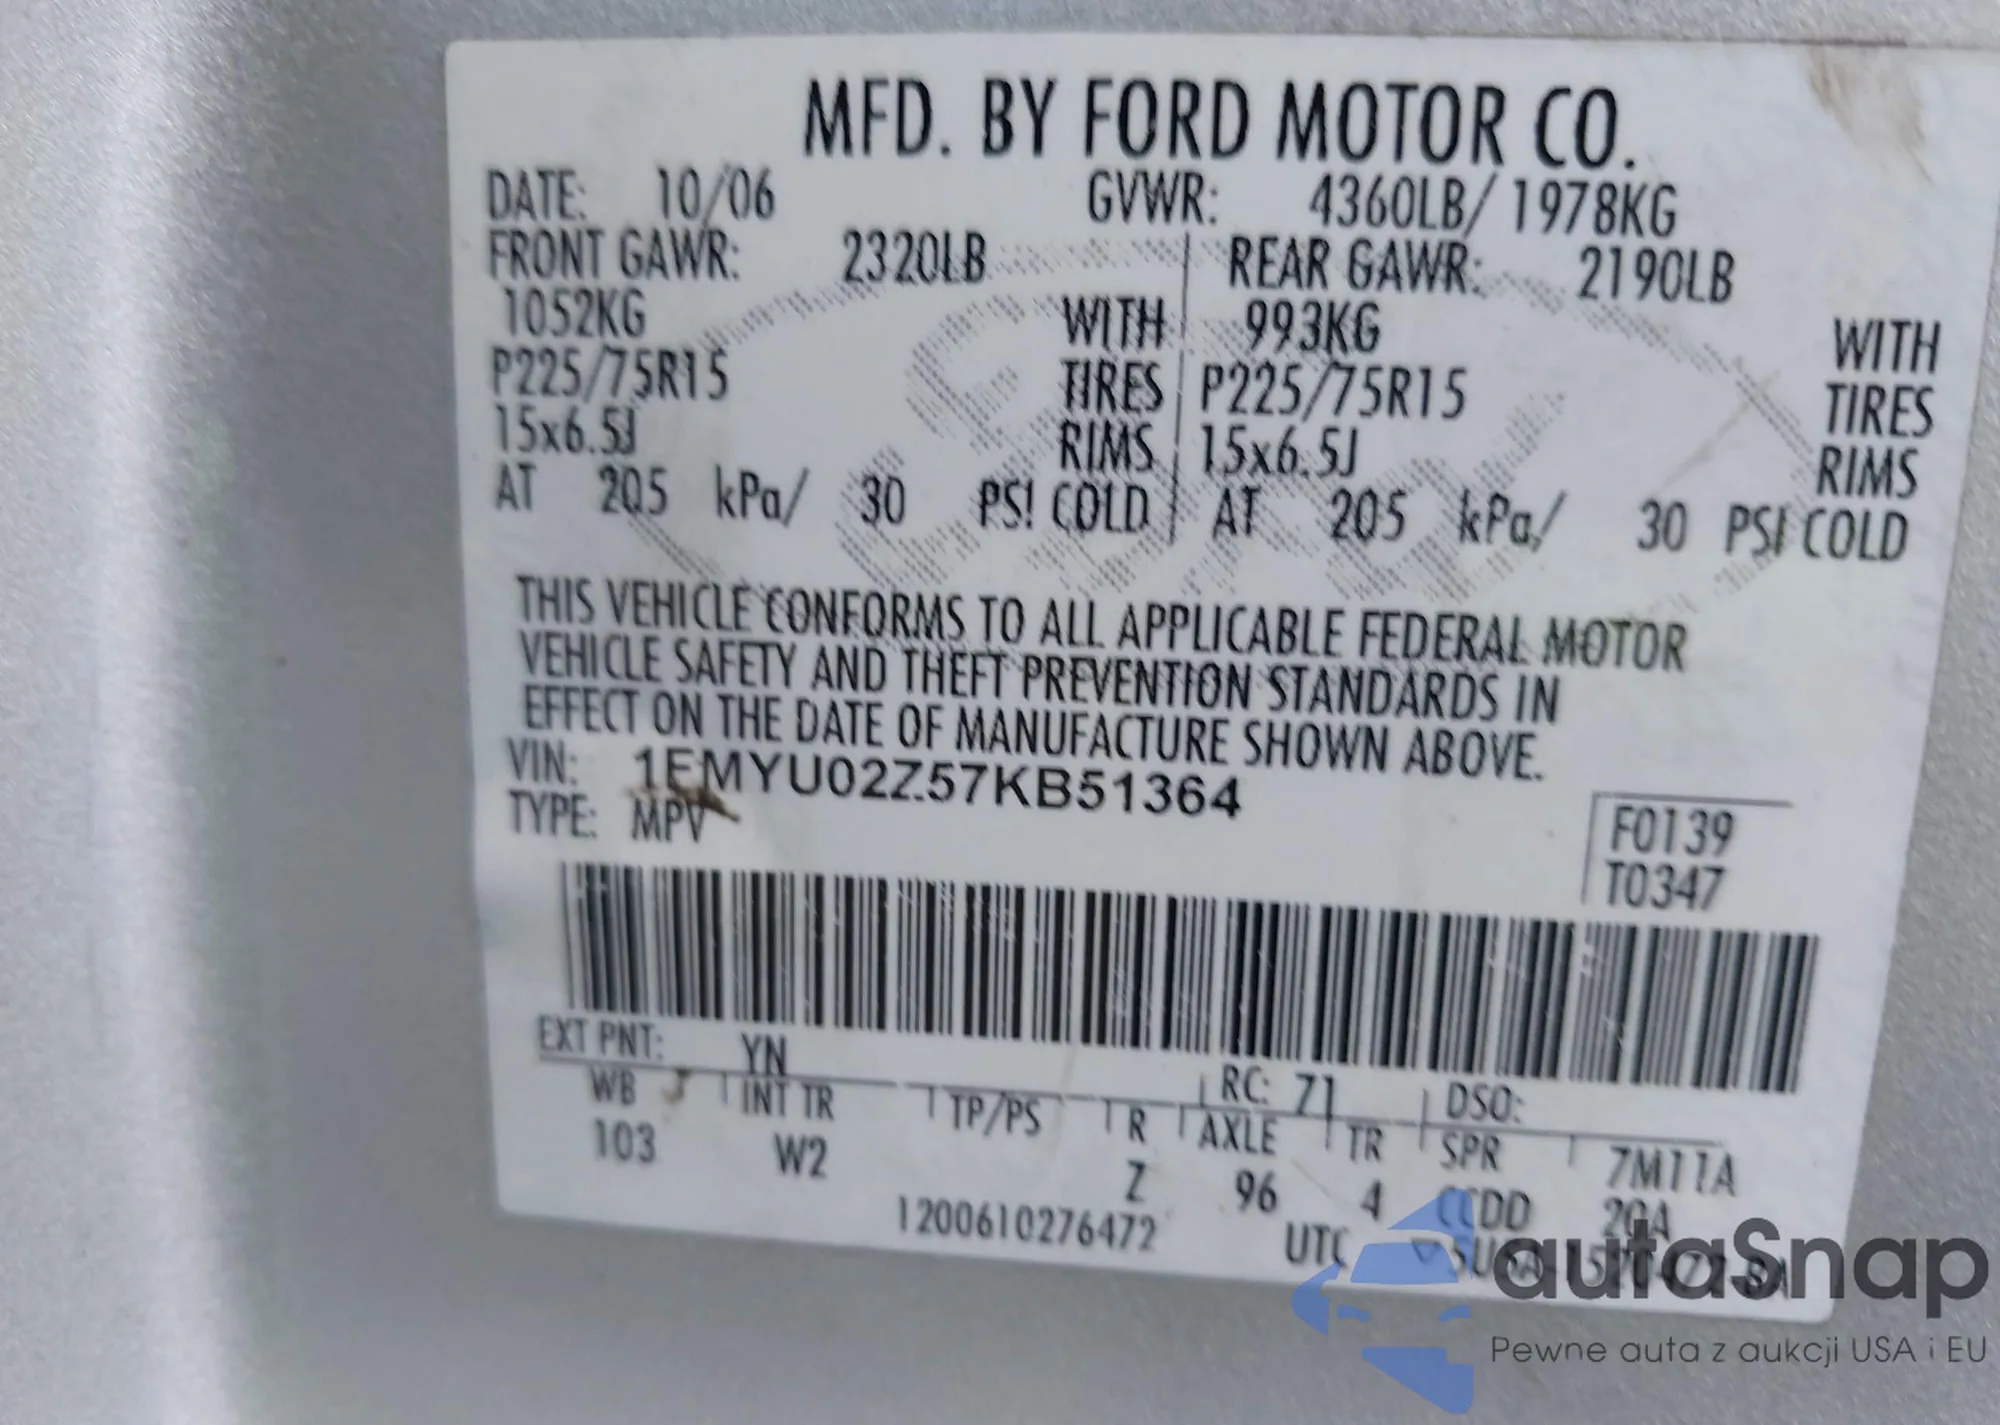 MFD. BY FORD MOTOR CO.
DATE: 10/06 GVWR: 4360LB/ 1978KG
FRONT GAWR: 2320LB REAR GAWR: 2190LB
1052KG WITH 993KG WITH
P225/75R15 TIRES P225/75R15 TIRES
15x6.5J RIMS 15x6.5J RIMS
AT 205 kPa/ 30 PSI COLD AT 205 kPa/ 30 PSI COLD
THIS VEHICLE CONFORMS TO ALL APPLICABLE FEDERAL MOTOR
VEHICLE SAFETY AND THEFT PREVENTION STANDARDS IN
EFFECT ON THE DATE OF MANUFACTURE SHOWN ABOVE.
VIN: 1FMYU02Z57KB51364
TYPE: MPV
F0139
T0347
EXT PNT: YN RC: 71 DSO:
WB INT TR TP/PS R AXLE TR SPR 7M11A
103 W2 Z 96 4 CCDD 20A
1200610276472 UTC
autaSnap
Pewne auta z aukcji USA i EU